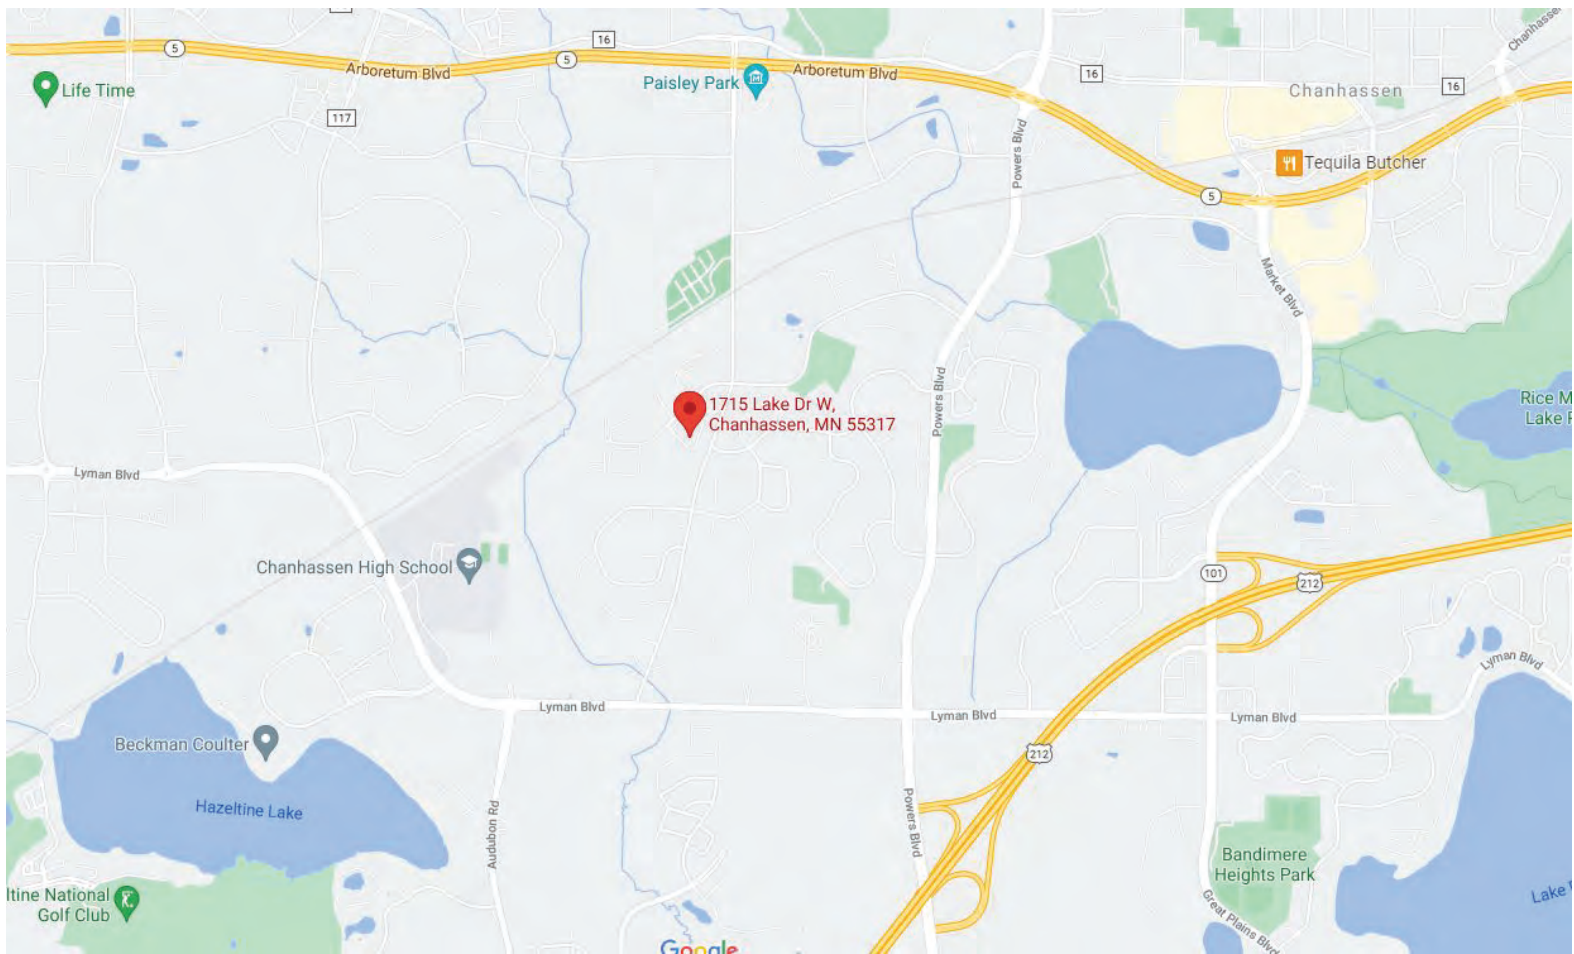 16
Chanhassen
5
Arboretum Blvd
5
16
Paisley Park
Arboretum Blvd
16
Chanhassen
16
Life Time
117
Powers Blvd
Tequila Butcher
5
Market Blvd
Powers Blvd
1715 Lake Dr W,
Chanhassen, MN 55317
Rice M
Lake
Lyman Blvd
Chanhassen High School
101
212
Lyman Blvd
Lyman Blvd
Lyman Blvd
Lyman Blvd
212
Beckman Coulter
Hazeltine Lake
Audubon Rd
Powers Blvd
Bandimere
Heights Park
ltine National
Golf Club
Lake
Great Plains Blvd
Google